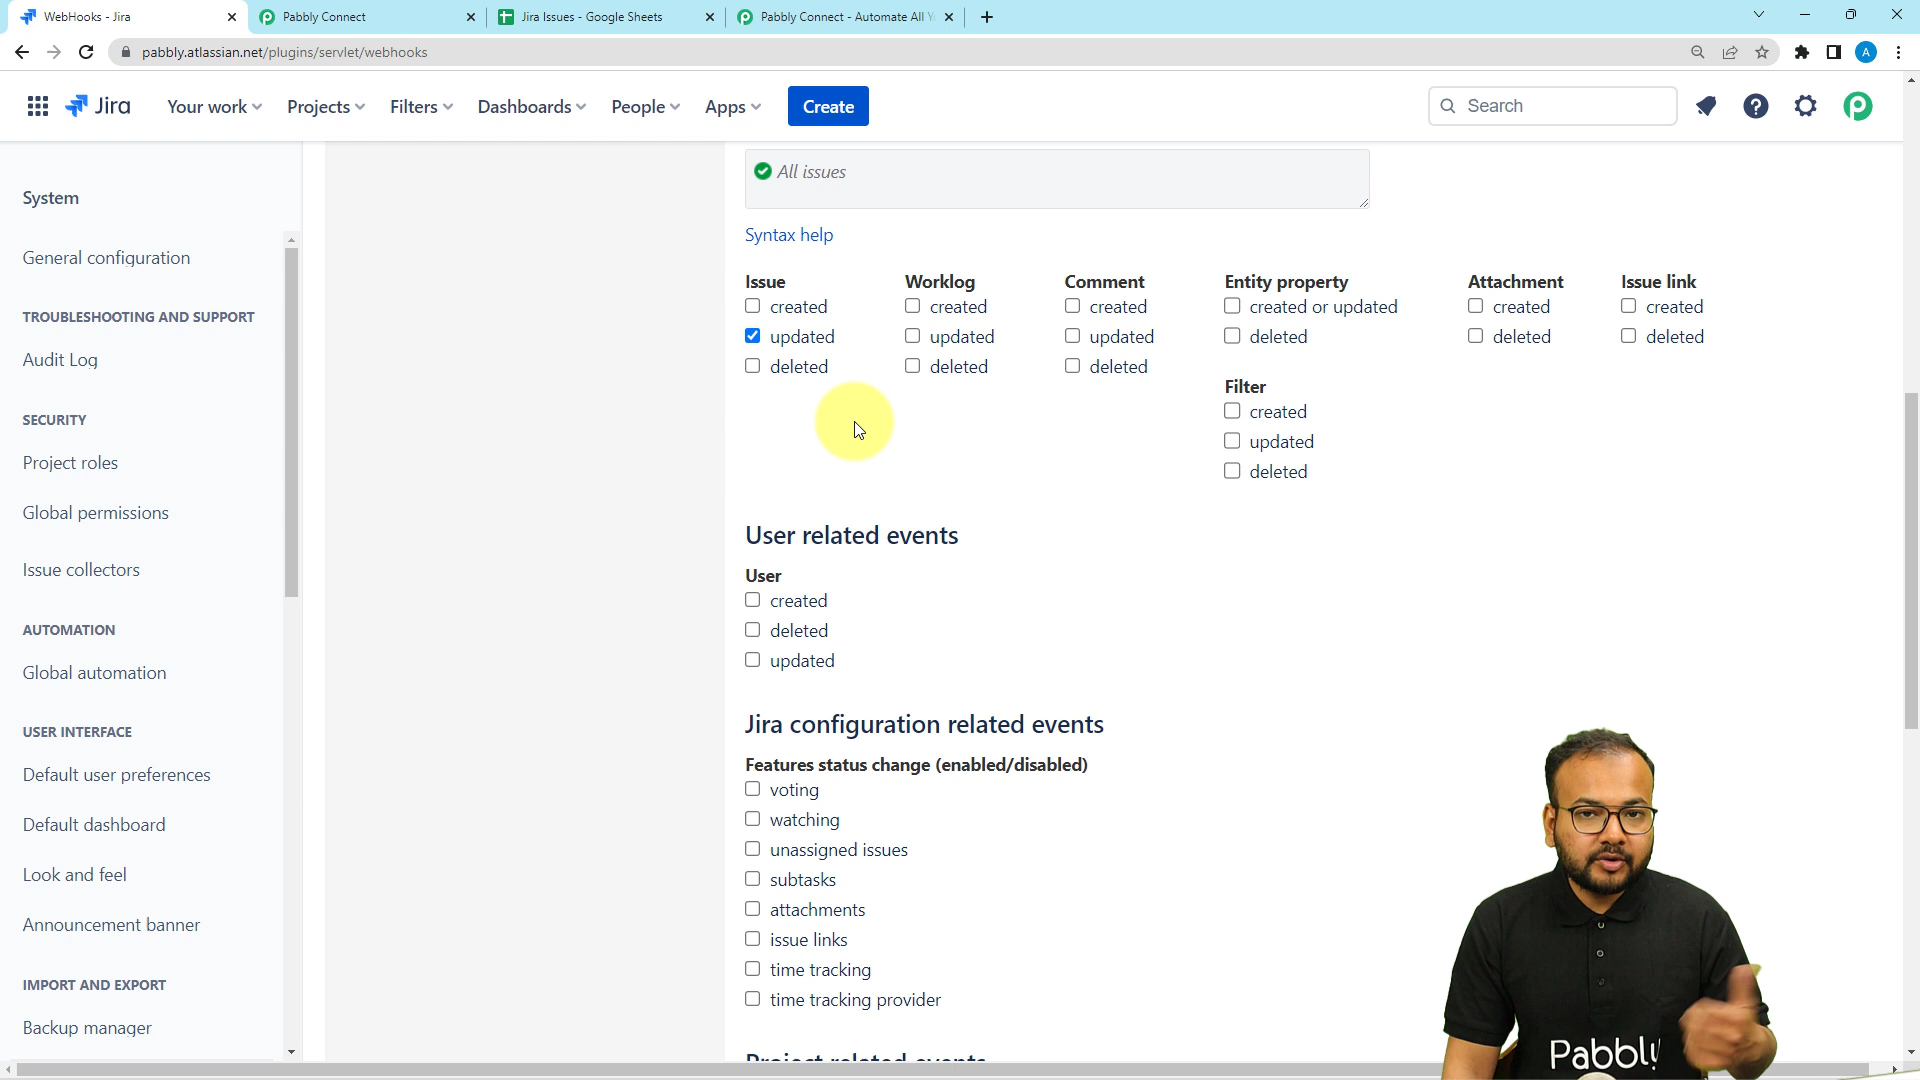 WebHooks - Jira
Pabbly Connect
Jira Issues - Google Sheets
Pabbly Connect - Automate All Y
pabbly.atlassian.net/plugins/servlet/webhooks
A
Jira
Your work
Projects
Filters
Dashboards
People
Apps
Create
Search
System
General configuration
TROUBLESHOOTING AND SUPPORT
Audit Log
SECURITY
Project roles
Global permissions
Issue collectors
AUTOMATION
Global automation
USER INTERFACE
Default user preferences
Default dashboard
Look and feel
Announcement banner
IMPORT AND EXPORT
Backup manager
All issues
Syntax help
Issue
created
updated
deleted
Worklog
created
updated
deleted
Comment
created
updated
deleted
Entity property
created or updated
deleted
Filter
created
updated
deleted
Attachment
created
deleted
Issue link
created
deleted
User related events
User
created
deleted
updated
Jira configuration related events
Features status change (enabled/disabled)
voting
watching
unassigned issues
subtasks
attachments
issue links
time tracking
time tracking provider
Project related events
Pabbly